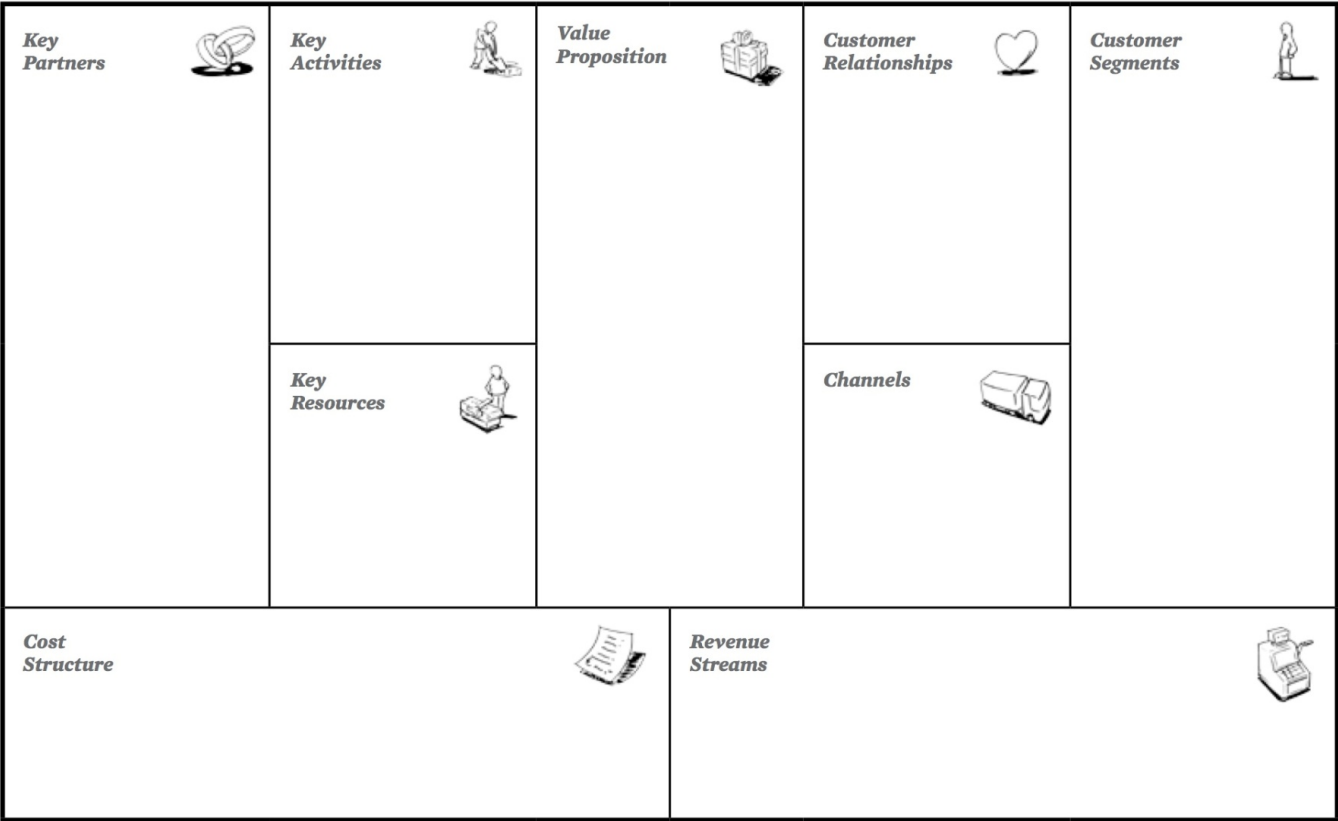 Key
Partners
Key
Activities
Value
Proposition
Customer
Relationships
Customer
Segments
Key
Resources
Channels
Cost
Structure
Revenue
Streams